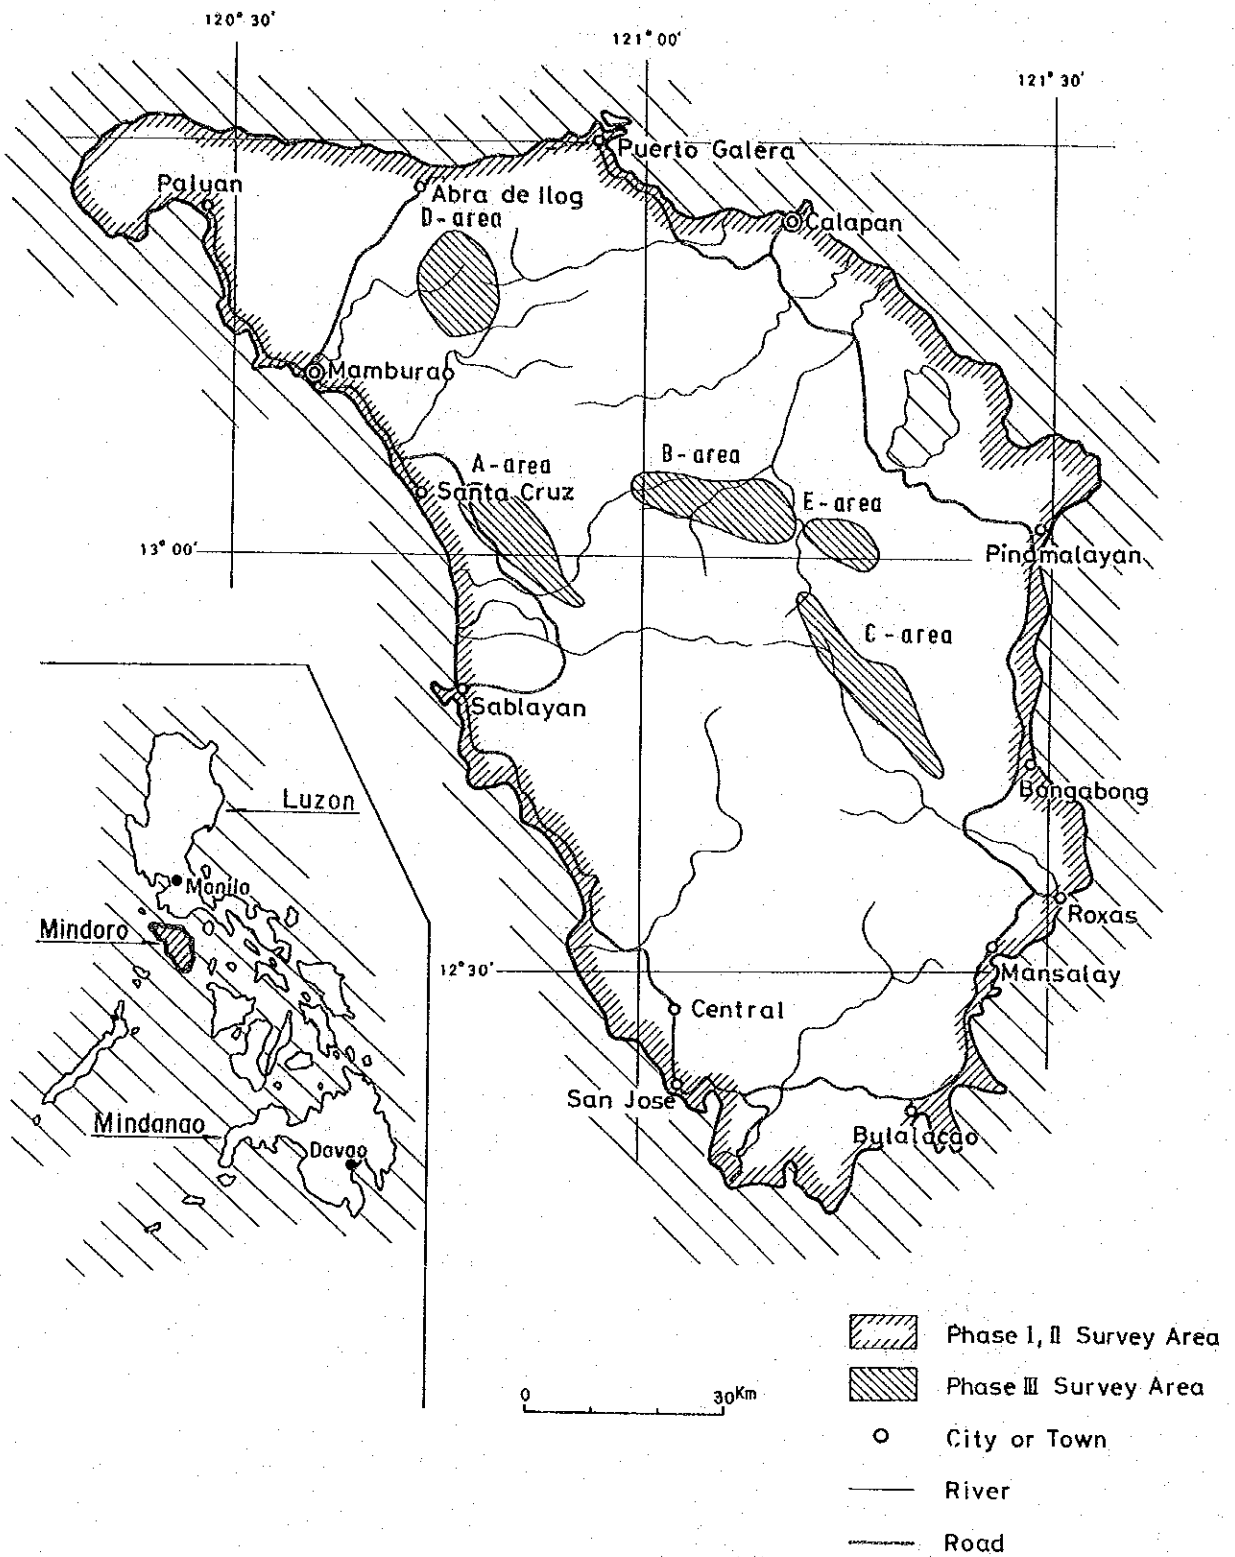 120° 30'
121° 00'
121° 30'
Puerto Galera
Paluan
Abra de Ilog
D-area
Calapan
Mamburao
A-area
B-area
Santa Cruz
E-area
13° 00'
Pinamalayan
C-area
Sablayan
Bongabong
Luzon
Manila
Mindoro
Roxas
12° 30'
Mansalay
Central
San Jose
Mindanao
Bulalacao
Davao
Phase I, II Survey Area
Phase III Survey Area
0 30Km
City or Town
River
Road